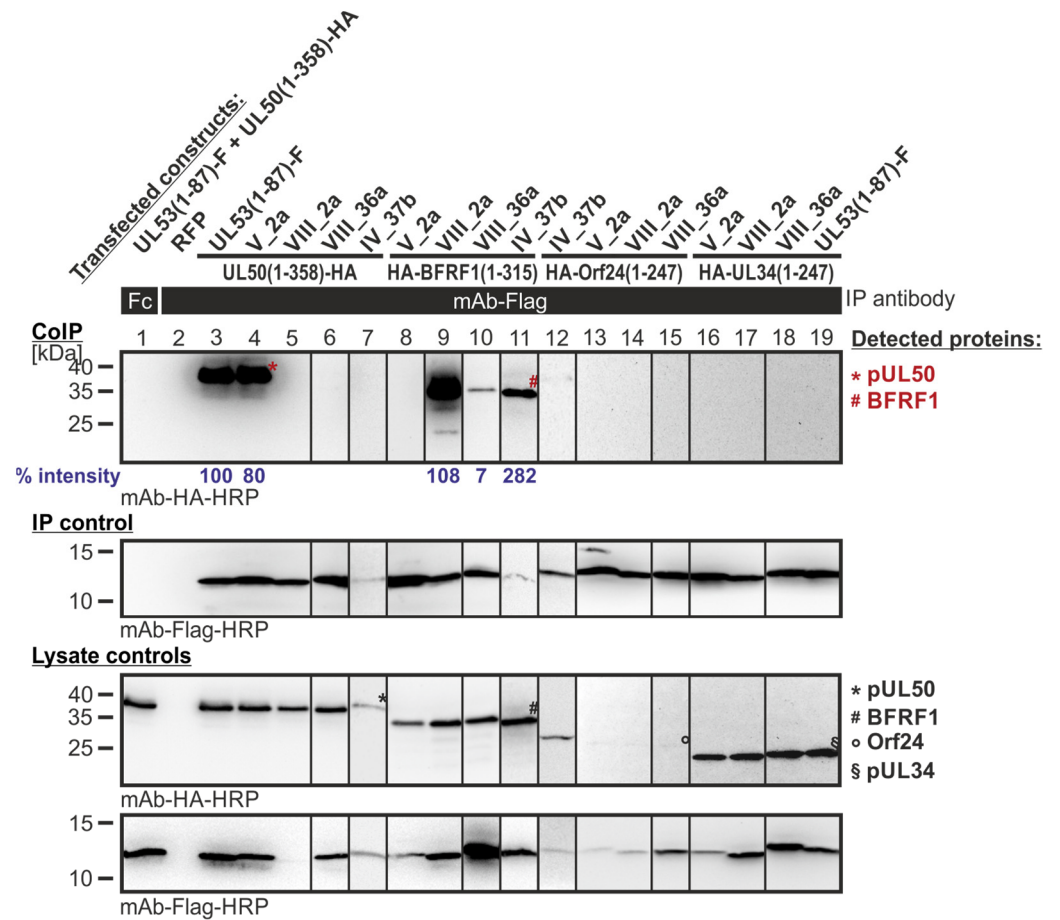 Transfected constructs:
UL53(1-87)-F + UL50(1-358)-HA
RFP
UL53(1-87)-F
V_2a
VIII_2a
VIII_36a
IV_37b
V_2a
VIII_2a
VIII_36a
IV_37b
IV_37b
V_2a
VIII_2a
VIII_36a
V_2a
VIII_2a
VIII_36a
UL53(1-87)-F
UL50(1-358)-HA HA-BFRF1(1-315) HA-Orf24(1-247) HA-UL34(1-247)
Fc mAb-Flag IP antibody
CoIP 1 2 3 4 5 6 7 8 9 10 11 12 13 14 15 16 17 18 19 Detected proteins:
[kDa]
40
* * pUL50
35
# # BFRF1
25
% intensity 100 80 108 7 282
mAb-HA-HRP
IP control
15
10
mAb-Flag-HRP
Lysate controls
40 * * pUL50
35 # # BFRF1
25 ° § ° Orf24
§ pUL34
mAb-HA-HRP
15
10
mAb-Flag-HRP